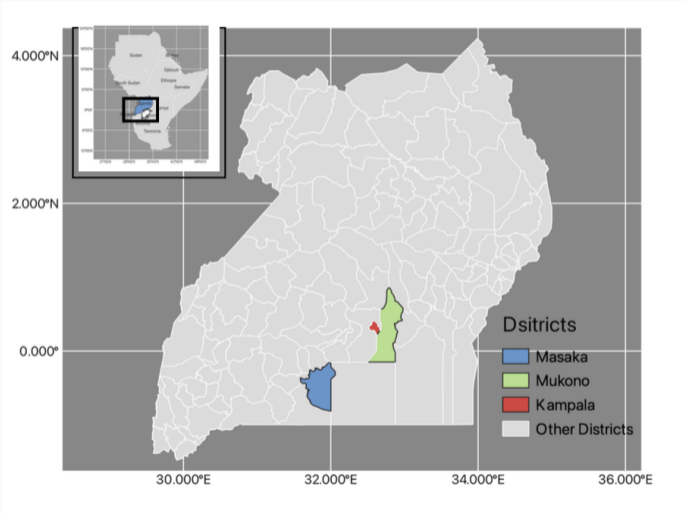 4.000°N
2.000°N
0.000°
30.000°E
32.000°E
34.000°E
36.000°E
Sudan
Djibouti
South Sudan
Ethiopia
Somalia
Tanzania
Dsitricts
Masaka
Mukono
Kampala
Other Districts